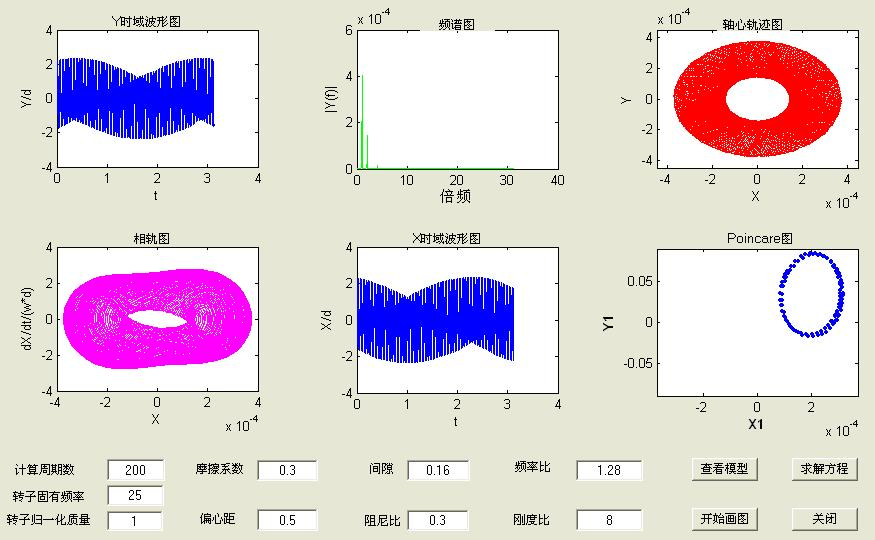 Y时域波形图
4
2
0
-2
-4
Y/d
0 1 2 3 4
t
频谱图
x 10^-4
6
4
2
0
|Y(f)|
0 10 20 30 40
倍频
轴心轨迹图
x 10^-4
4
2
0
-2
-4
Y
-4 -2 0 2 4
X
x 10^-4
相轨图
4
2
0
-2
-4
dX/dt/(w*d)
-4 -2 0 2 4
X
x 10^-4
X时域波形图
4
2
0
-2
-4
X/d
0 1 2 3 4
t
Poincare图
0.05
0
-0.05
Y1
-2 0 2
X1
x 10^-4
计算周期数 200 摩擦系数 0.3 间隙 0.16 频率比 1.28 查看模型 求解方程
转子固有频率 25
转子归一化质量 1 偏心距 0.5 阻尼比 0.3 刚度比 8 开始画图 关闭